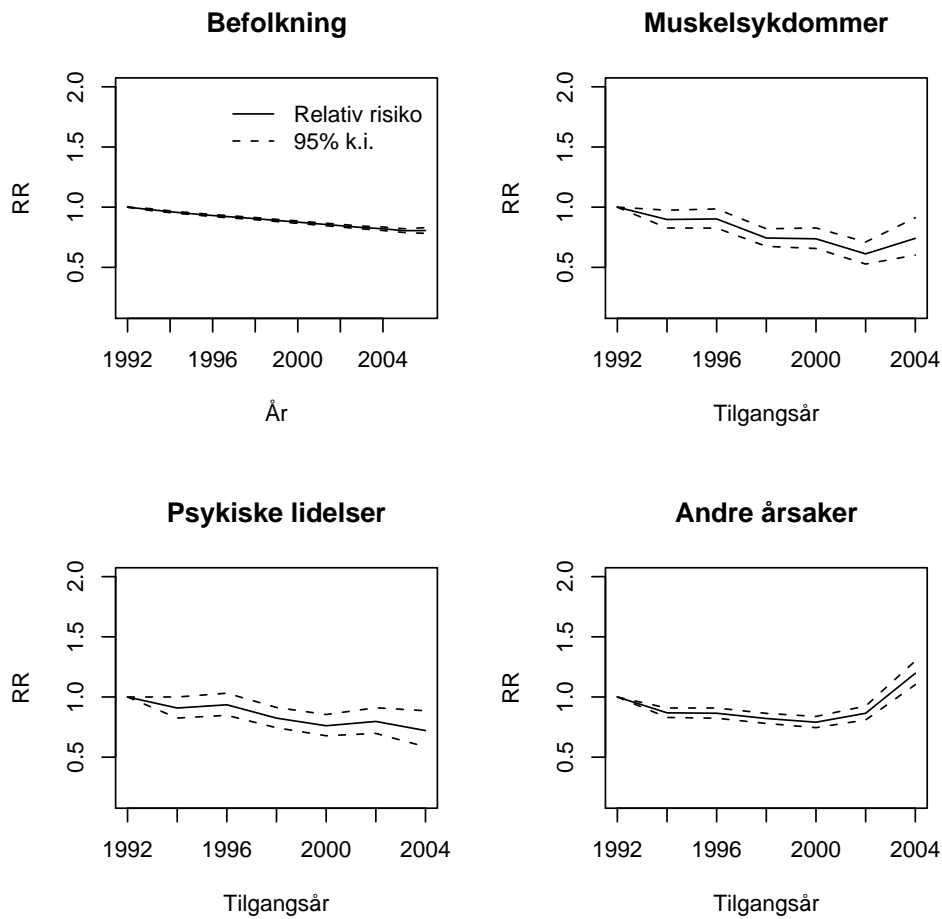 Befolkning
2.0
1.5
1.0
0.5
RR
Relativ risiko
95% k.i.
1992 1996 2000 2004
År
Muskelsykdommer
2.0
1.5
1.0
0.5
RR
1992 1996 2000 2004
Tilgangsår
Psykiske lidelser
2.0
1.5
1.0
0.5
RR
1992 1996 2000 2004
Tilgangsår
Andre årsaker
2.0
1.5
1.0
0.5
RR
1992 1996 2000 2004
Tilgangsår